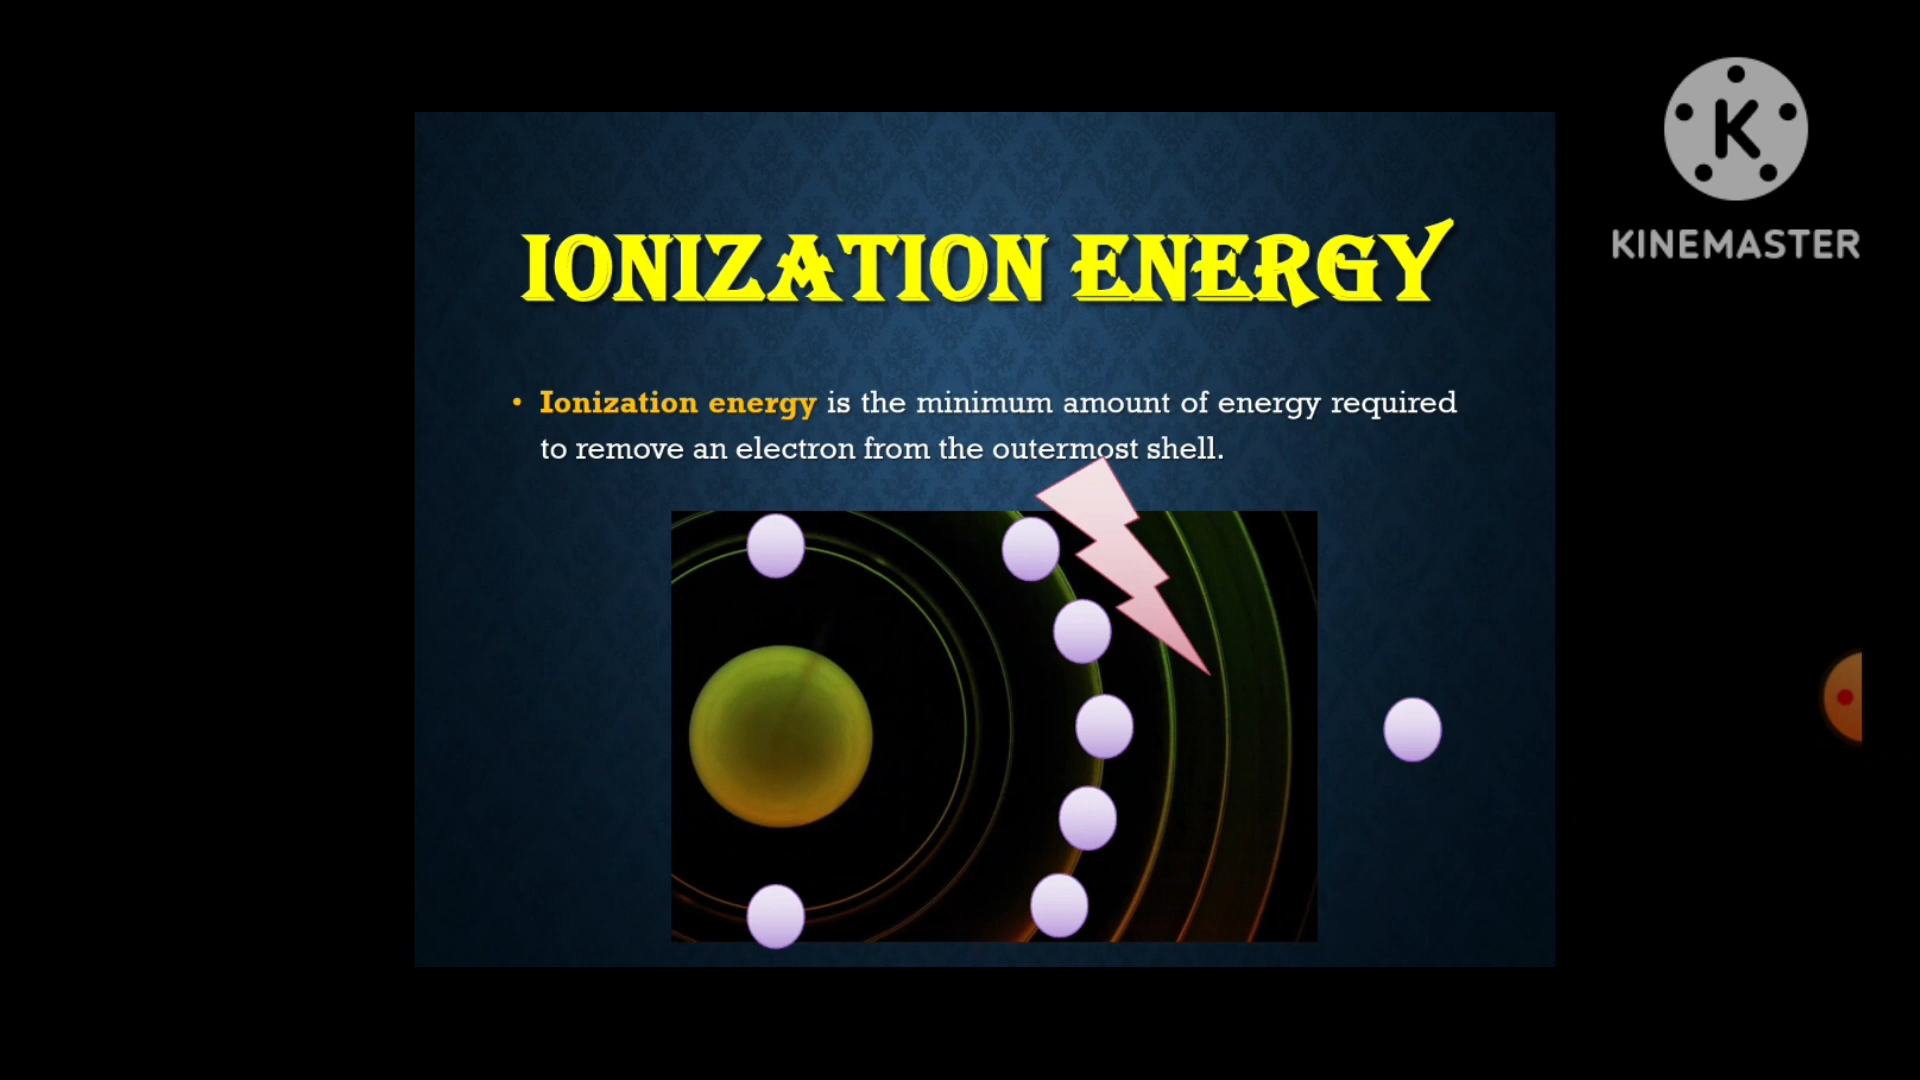 IONIZATION ENERGY
• Ionization energy is the minimum amount of energy required
to remove an electron from the outermost shell.
K
KINEMASTER